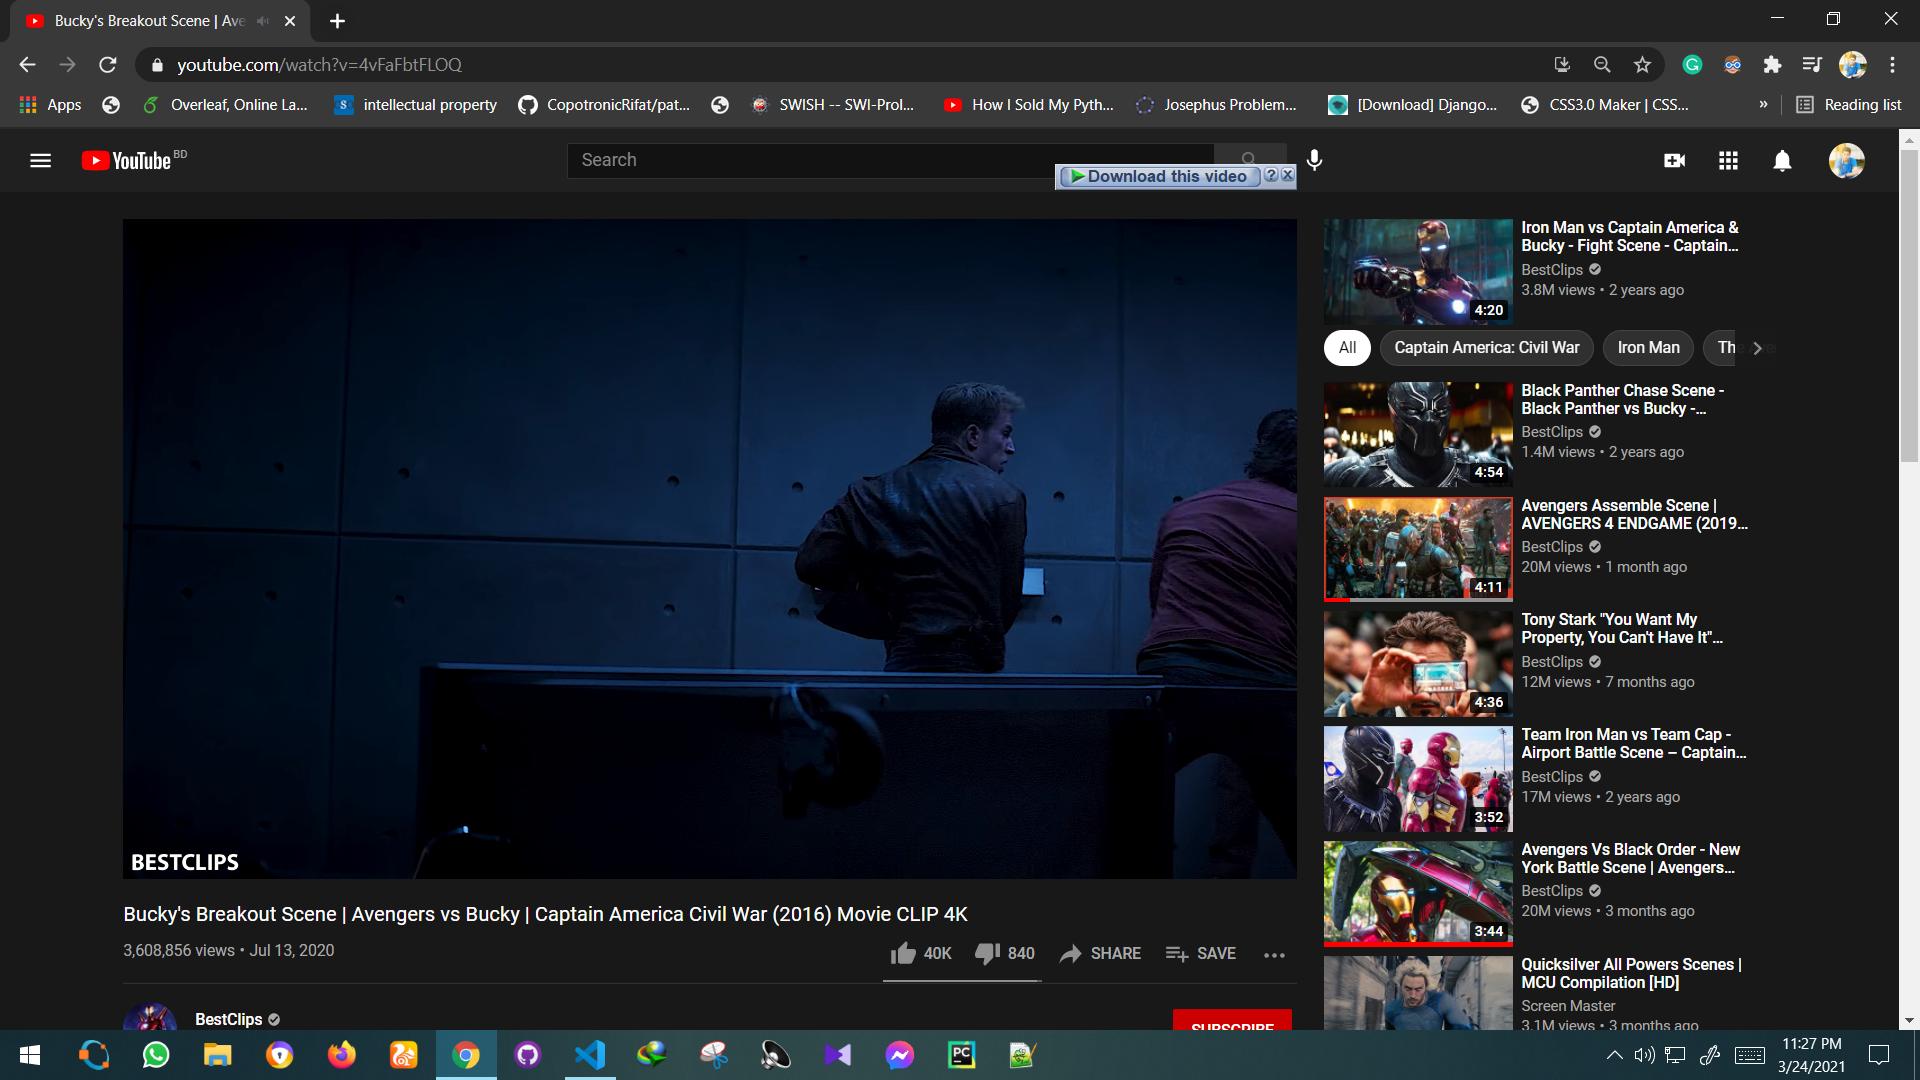 Bucky's Breakout Scene | Ave
youtube.com/watch?v=4vFaFbtFLOQ
Apps
Overleaf, Online La...
intellectual property
CopotronicRifat/pat...
SWISH -- SWI-Prol...
How I Sold My Pyth...
Josephus Problem...
[Download] Django...
CSS3.0 Maker | CSS...
»
Reading list
YouTube BD
Search
Download this video
Iron Man vs Captain America &
Bucky - Fight Scene - Captain...
BestClips
3.8M views • 2 years ago
4:20
All
Captain America: Civil War
Iron Man
Th
Black Panther Chase Scene -
Black Panther vs Bucky -...
BestClips
1.4M views • 2 years ago
4:54
Avengers Assemble Scene |
AVENGERS 4 ENDGAME (2019...
BestClips
20M views • 1 month ago
4:11
Tony Stark "You Want My
Property, You Can't Have It"...
BestClips
12M views • 7 months ago
4:36
Team Iron Man vs Team Cap -
Airport Battle Scene – Captain...
BestClips
17M views • 2 years ago
3:52
Avengers Vs Black Order - New
York Battle Scene | Avengers...
BestClips
20M views • 3 months ago
3:44
Quicksilver All Powers Scenes |
MCU Compilation [HD]
Screen Master
3.1M views • 3 months ago
BESTCLIPS
Bucky's Breakout Scene | Avengers vs Bucky | Captain America Civil War (2016) Movie CLIP 4K
3,608,856 views • Jul 13, 2020
40K
840
SHARE
SAVE
BestClips
SUBSCRIBE
11:27 PM
3/24/2021